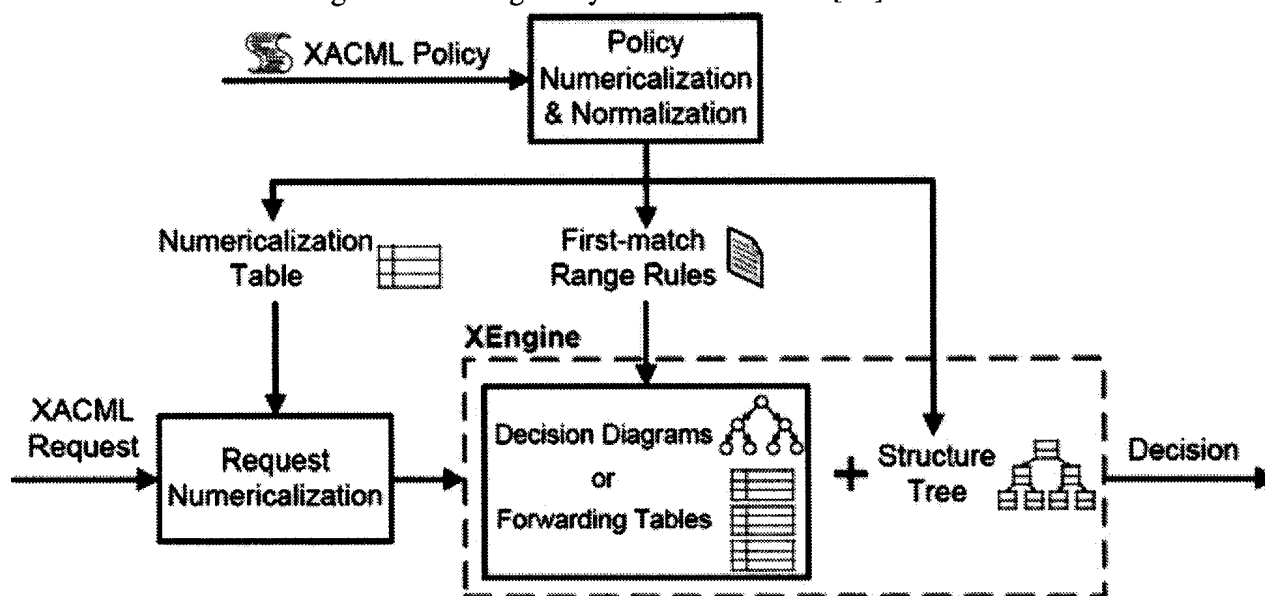 XACML Policy
Policy
Numericalization
& Normalization
Numericalization
Table
First-match
Range Rules
XEngine
XACML
Request
Request
Numericalization
Decision Diagrams
or
Forwarding Tables
+
Structure
Tree
Decision